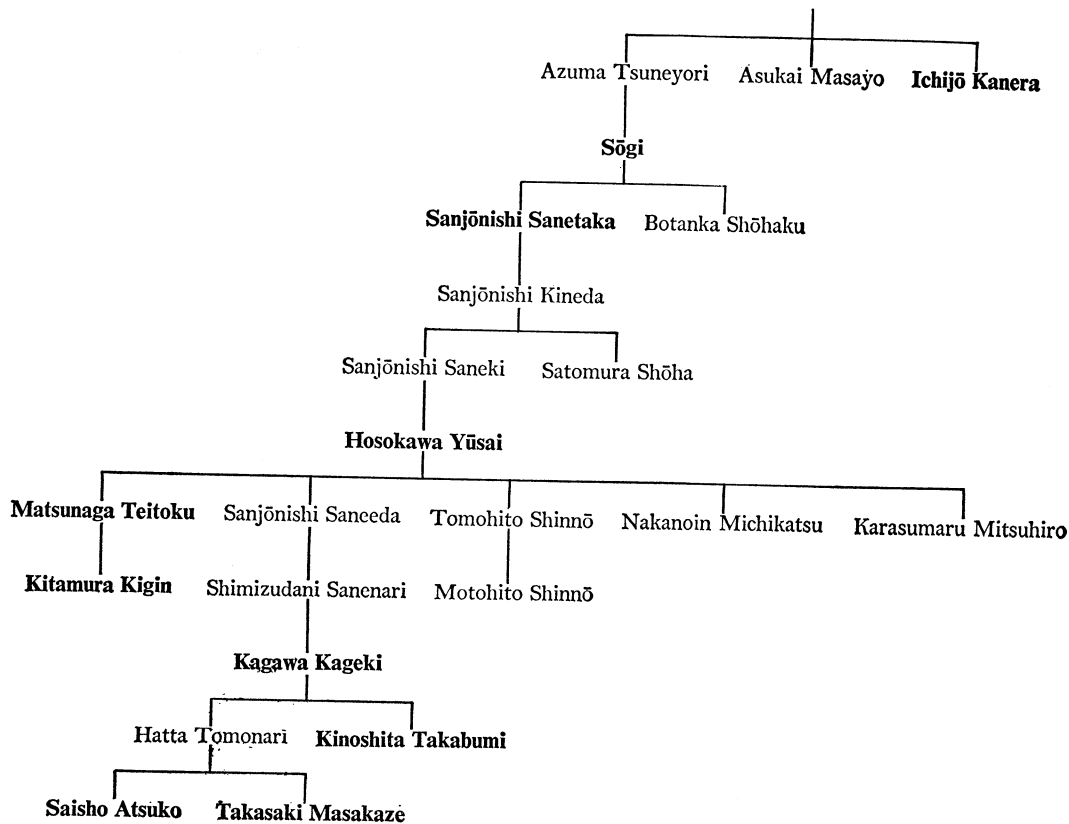 Azuma Tsuneyori Asukai Masayo Ichijō Kanera
Sōgi
Sanjōnishi Sanetaka Botanka Shōhaku
Sanjōnishi Kineda
Sanjōnishi Saneki Satomura Shōha
Hosokawa Yūsai
Matsunaga Teitoku Sanjōnishi Saneeda Tomohito Shinnō Nakanoin Michikatsu Karasumaru Mitsuhiro
Kitamura Kigin Shimizudani Sanenari Motohito Shinnō
Kagawa Kageki
Hatta Tomonari Kinoshita Takabumi
Saisho Atsuko Takasaki Masakaze